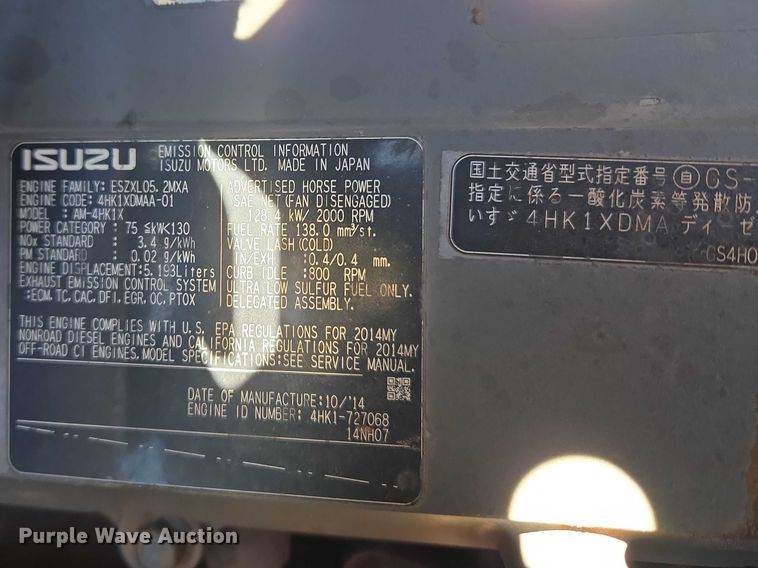 ISUZU
EMISSION CONTROL INFORMATION
ISUZU MOTORS LTD. MADE IN JAPAN
ENGINE FAMILY: ESZXL05.2MXA
ENGINE CODE: 4HK1XDMAA-01
MODEL : AM-4HK1X
POWER CATEGORY : 75 ≤kW<130
NOx STANDARD : 3.4 g/kWh
PM STANDARD : 0.02 g/kWh
ENGINE DISPLACEMENT: 5.193Liters
EXHAUST EMISSION CONTROL SYSTEM
:ECM, TC, CAC, DFI, EGR, OC, PTOX
ADVERTISED HORSE POWER
SAE NET(FAN DISENGAGED)
128.4 kW/ 2000 RPM
FUEL RATE 138.0 mm³/st.
VALVE LASH(COLD)
IN/EXH :0.4/0.4 mm.
CURB IDLE :800 RPM
ULTRA LOW SULFUR FUEL ONLY.
DELEGATED ASSEMBLY.
THIS ENGINE COMPLIES WITH U.S. EPA REGULATIONS FOR 2014MY
NONROAD DIESEL ENGINES AND CALIFORNIA REGULATIONS FOR 2014MY
OFF-ROAD CI ENGINES. MODEL SPECIFICATIONS:SEE SERVICE MANUAL.
DATE OF MANUFACTURE:10/'14
ENGINE ID NUMBER: 4HK1-727068
14NH07
国土交通省型式指定番号 自 GS-
指定に係る一酸化炭素等発散防
いすゞ4HK1XDMA ディーゼ
GS4H0
Purple Wave Auction